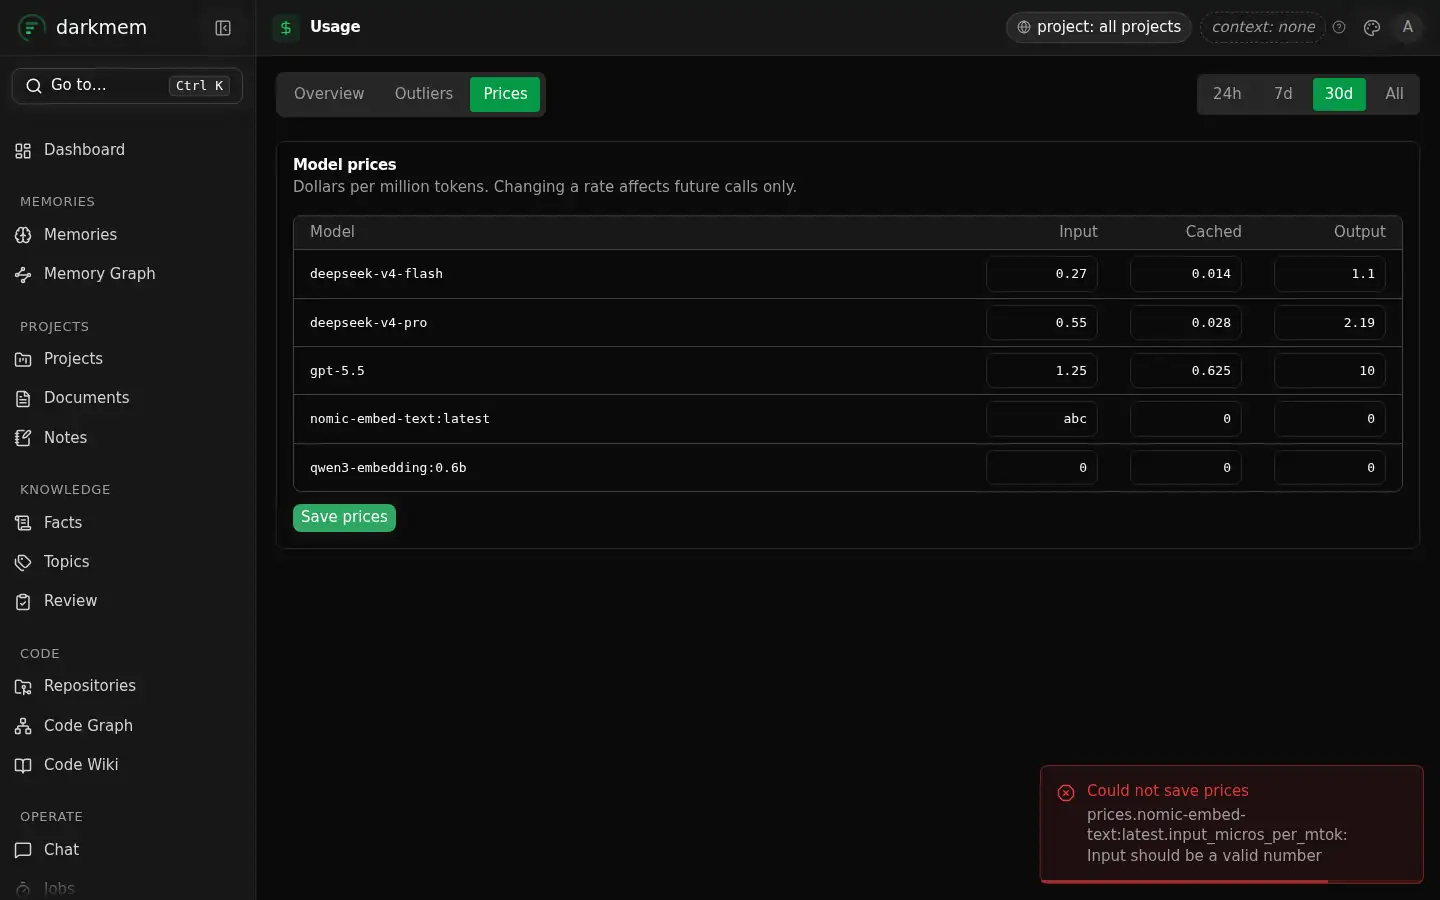 darkmem
Usage
project: all projects
context: none
A
Go to...
Ctrl K
Overview
Outliers
Prices
24h
7d
30d
All
Dashboard
MEMORIES
Memories
Memory Graph
PROJECTS
Projects
Documents
Notes
KNOWLEDGE
Facts
Topics
Review
CODE
Repositories
Code Graph
Code Wiki
OPERATE
Chat
Jobs
Model prices
Dollars per million tokens. Changing a rate affects future calls only.
Model Input Cached Output
deepseek-v4-flash 0.27 0.014 1.1
deepseek-v4-pro 0.55 0.028 2.19
gpt-5.5 1.25 0.625 10
nomic-embed-text:latest abc 0 0
qwen3-embedding:0.6b 0 0 0
Save prices
Could not save prices
prices.nomic-embed-
text:latest.input_micros_per_mtok:
Input should be a valid number